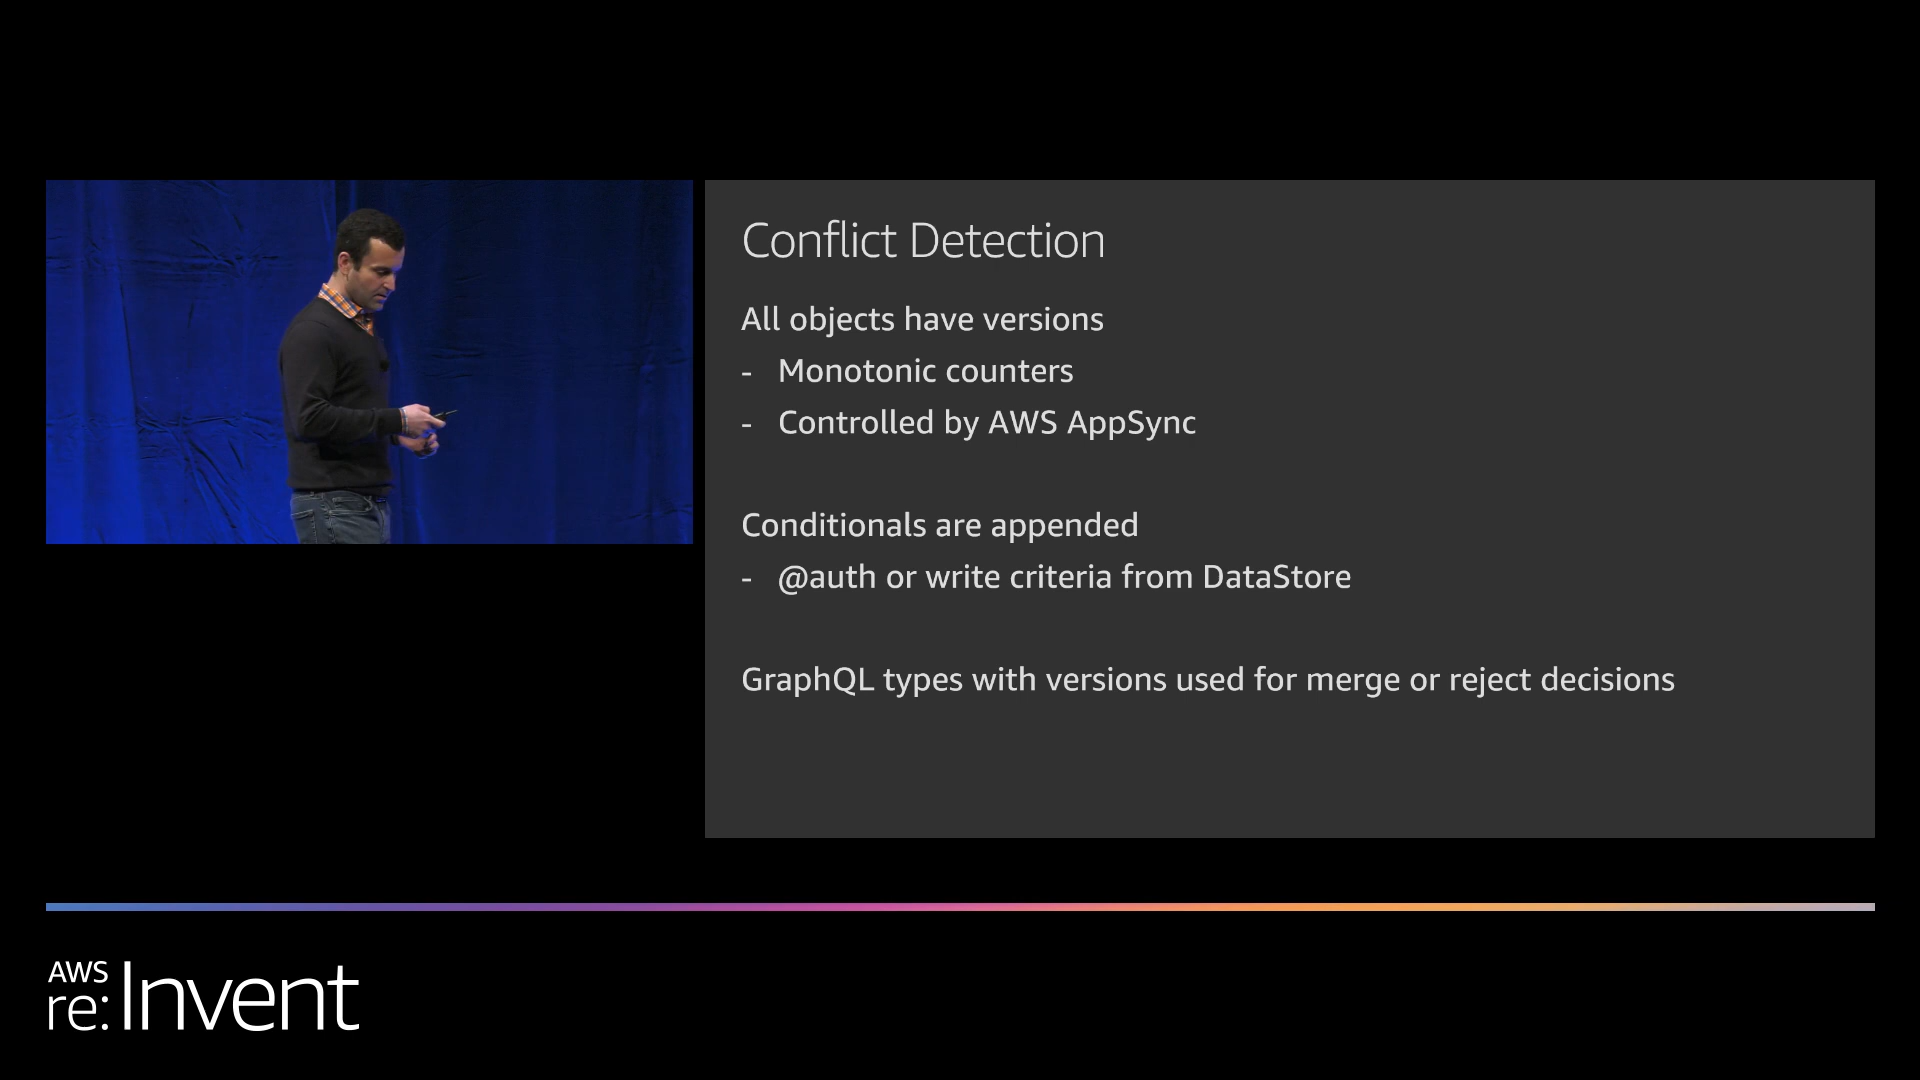 Conflict Detection
All objects have versions
- Monotonic counters
- Controlled by AWS AppSync
Conditionals are appended
- @auth or write criteria from DataStore
GraphQL types with versions used for merge or reject decisions
AWS
re:Invent